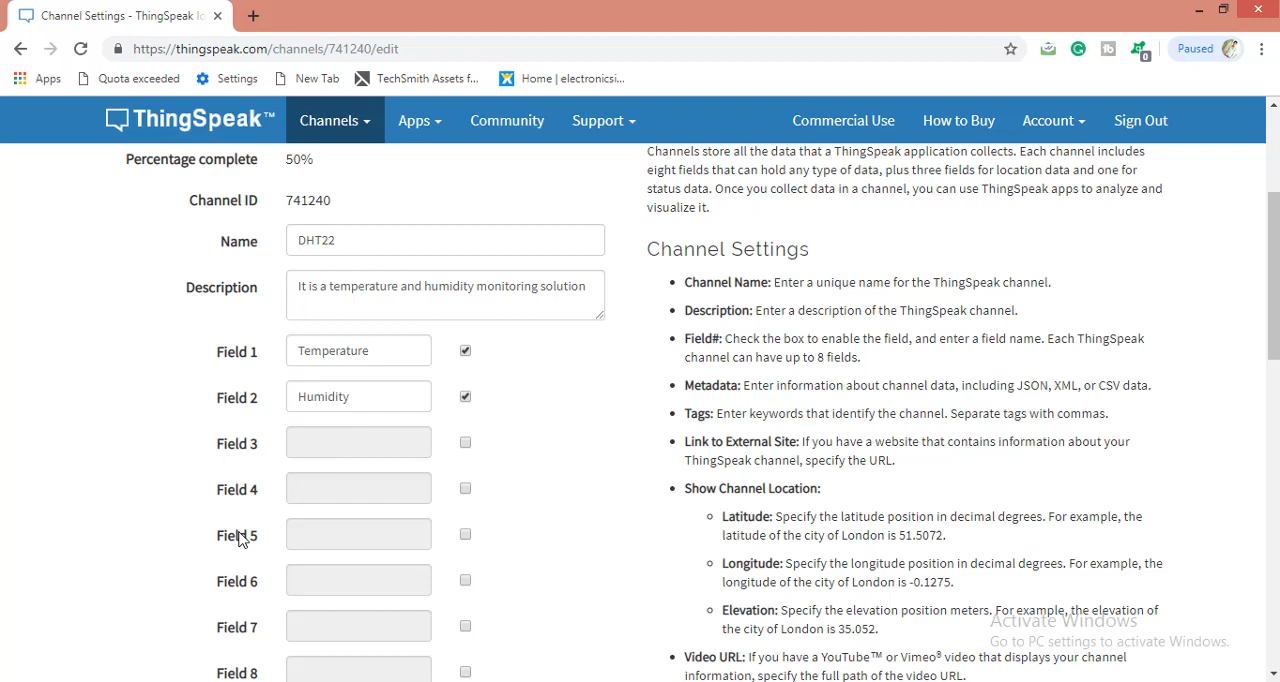 Channel Settings - ThingSpeak Io
https://thingspeak.com/channels/741240/edit
Paused
0
Apps
Quota exceeded
Settings
New Tab
TechSmith Assets f...
Home | electronicsi...
ThingSpeak™
Channels
Apps
Community
Support
Commercial Use
How to Buy
Account
Sign Out
Percentage complete 50%
Channel ID 741240
Name DHT22
Description It is a temperature and humidity monitoring solution
Field 1 Temperature
Field 2 Humidity
Field 3
Field 4
Field 5
Field 6
Field 7
Field 8
Channels store all the data that a ThingSpeak application collects. Each channel includes
eight fields that can hold any type of data, plus three fields for location data and one for
status data. Once you collect data in a channel, you can use ThingSpeak apps to analyze and
visualize it.
Channel Settings
• Channel Name: Enter a unique name for the ThingSpeak channel.
• Description: Enter a description of the ThingSpeak channel.
• Field#: Check the box to enable the field, and enter a field name. Each ThingSpeak
channel can have up to 8 fields.
• Metadata: Enter information about channel data, including JSON, XML, or CSV data.
• Tags: Enter keywords that identify the channel. Separate tags with commas.
• Link to External Site: If you have a website that contains information about your
ThingSpeak channel, specify the URL.
• Show Channel Location:
Latitude: Specify the latitude position in decimal degrees. For example, the
latitude of the city of London is 51.5072.
Longitude: Specify the longitude position in decimal degrees. For example, the
longitude of the city of London is -0.1275.
Elevation: Specify the elevation position meters. For example, the elevation of
the city of London is 35.052.
• Video URL: If you have a YouTube™ or Vimeo® video that displays your channel
information, specify the full path of the video URL.
Activate Windows
Go to PC settings to activate Windows.